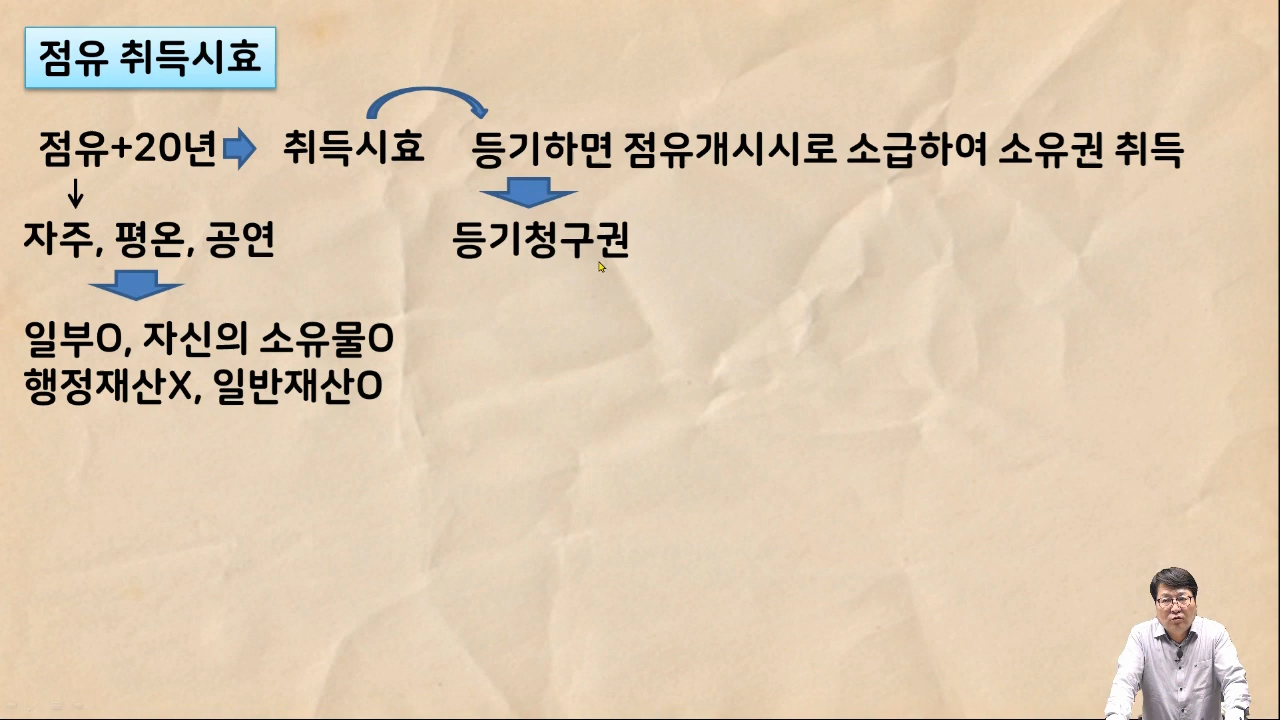 점유 취득시효
점유+20년 취득시효 등기하면 점유개시시로 소급하여 소유권 취득
자주, 평온, 공연 등기청구권
일부O, 자신의 소유물O
행정재산X, 일반재산O